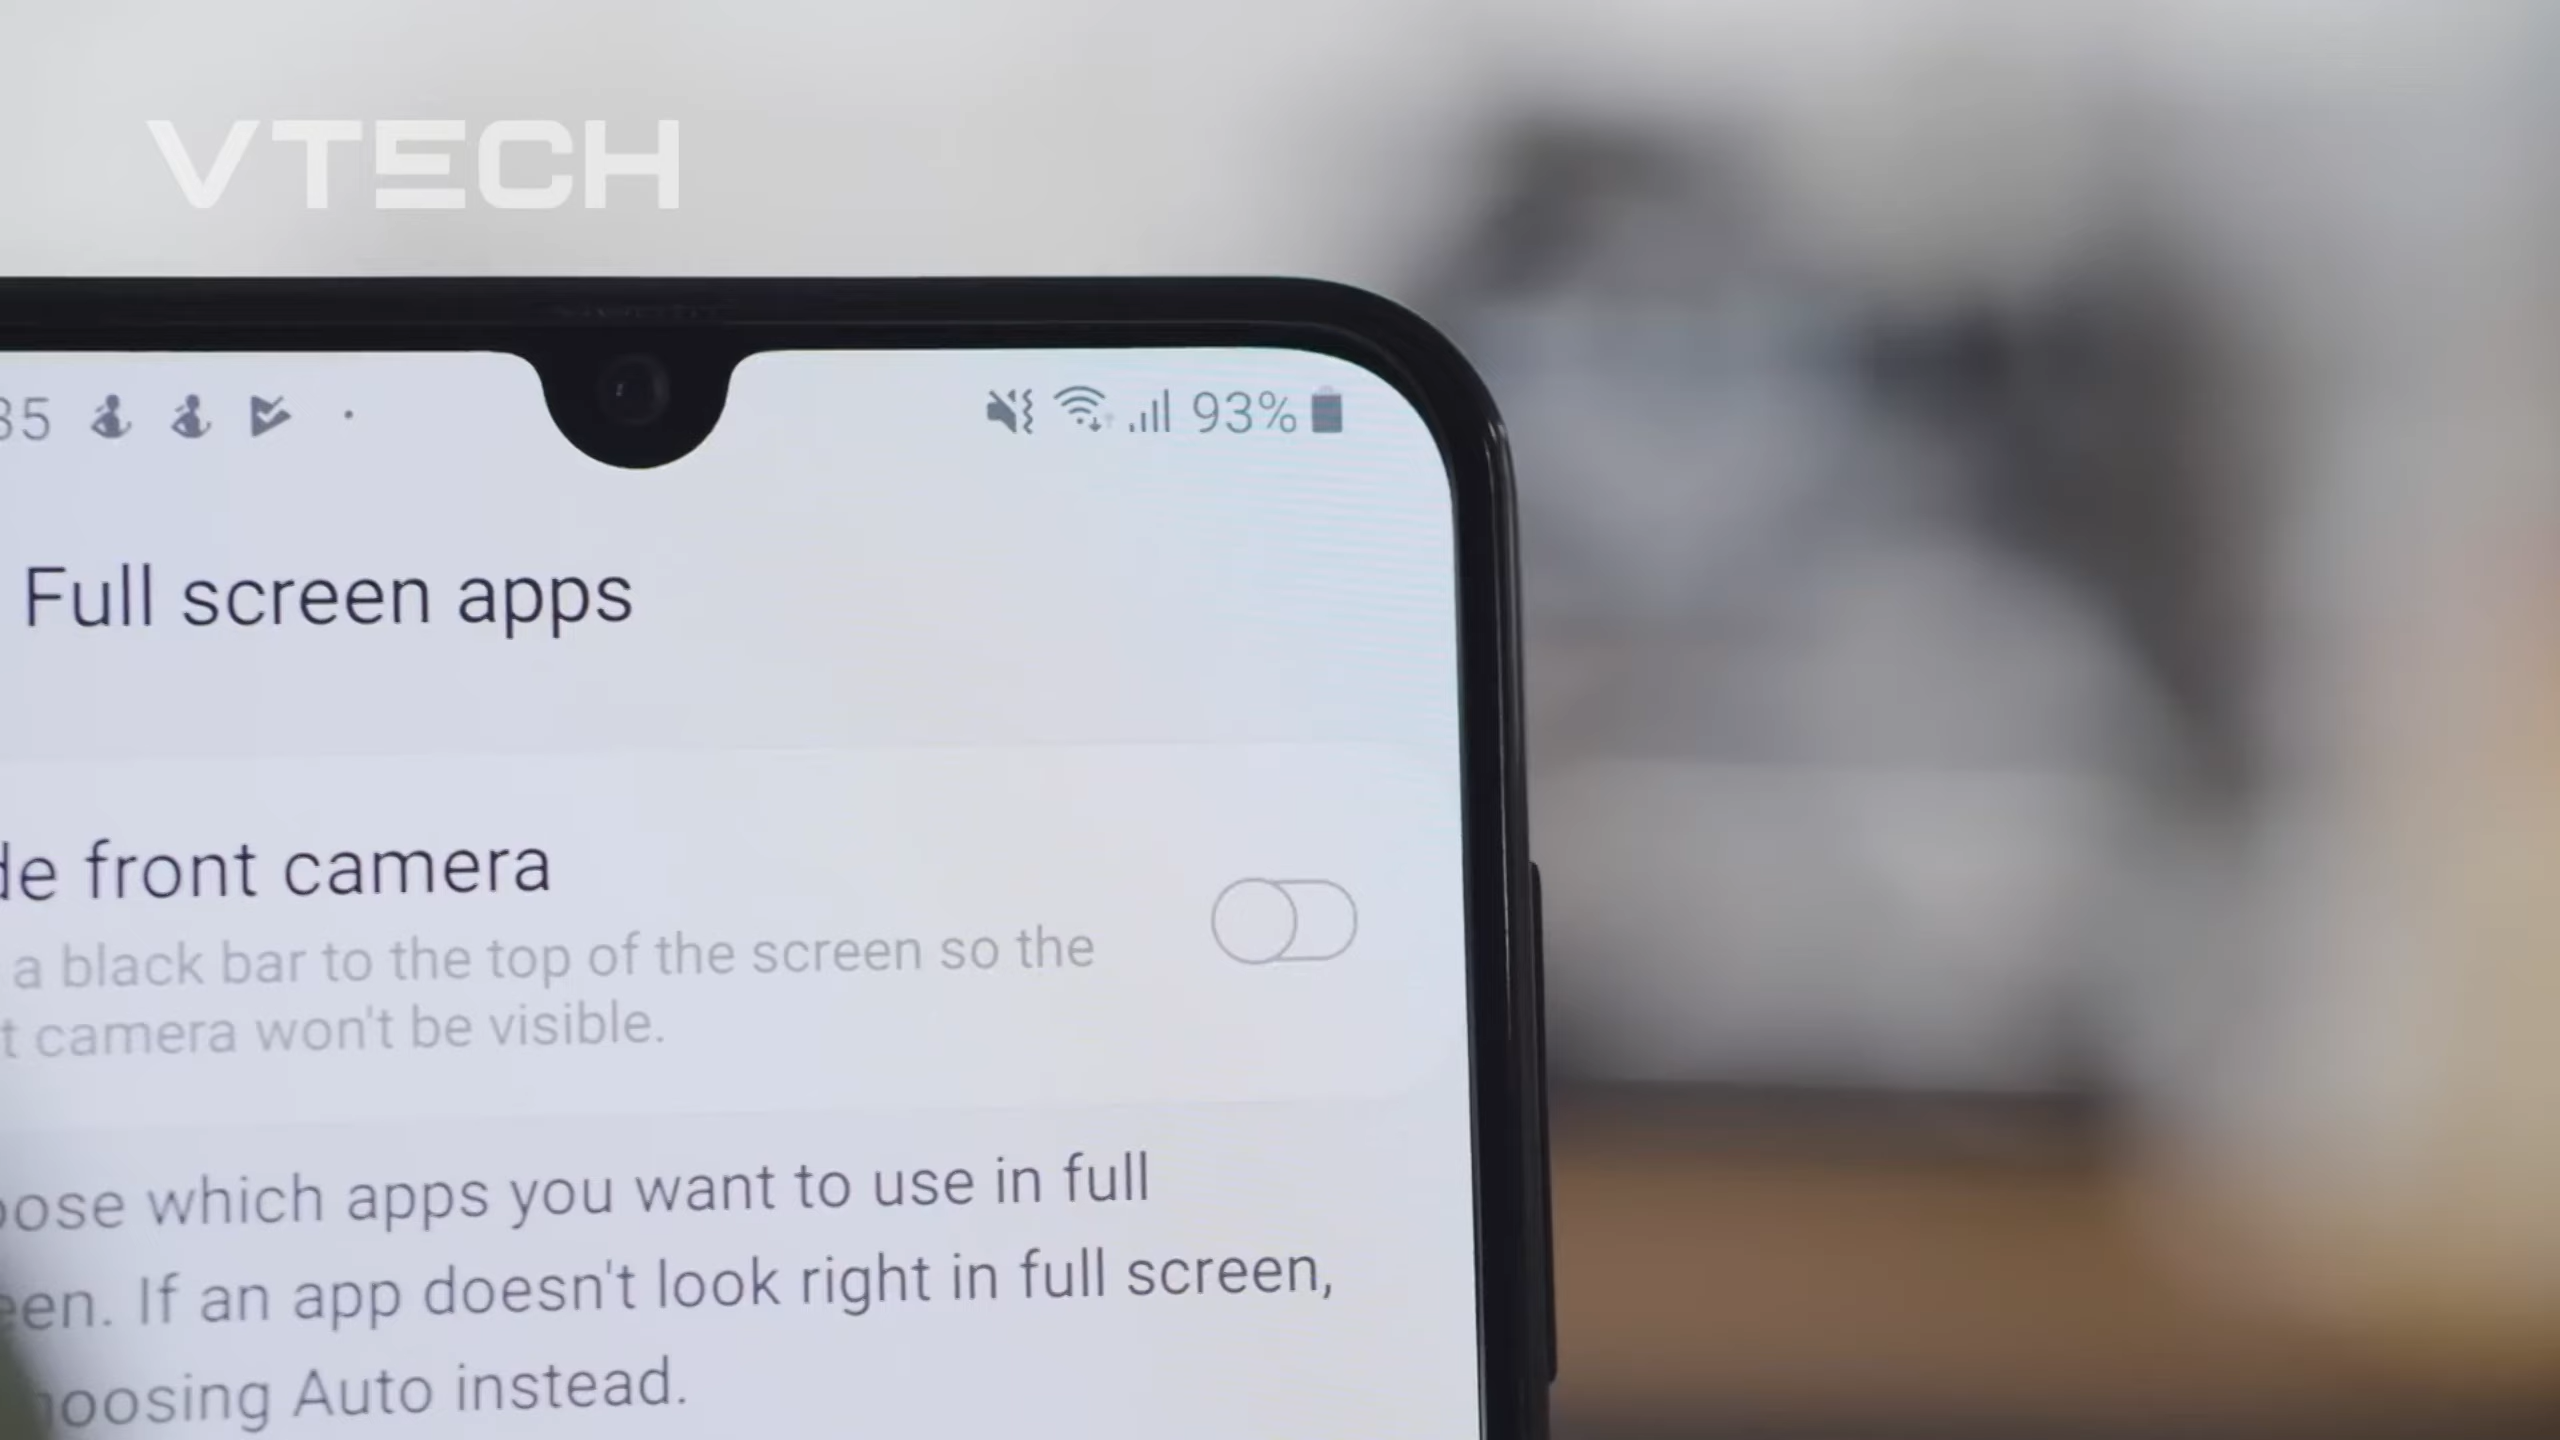 VTECH
35
93%
Full screen apps
de front camera
a black bar to the top of the screen so the
t camera won't be visible.
oose which apps you want to use in full
een. If an app doesn't look right in full screen,
hoosing Auto instead.